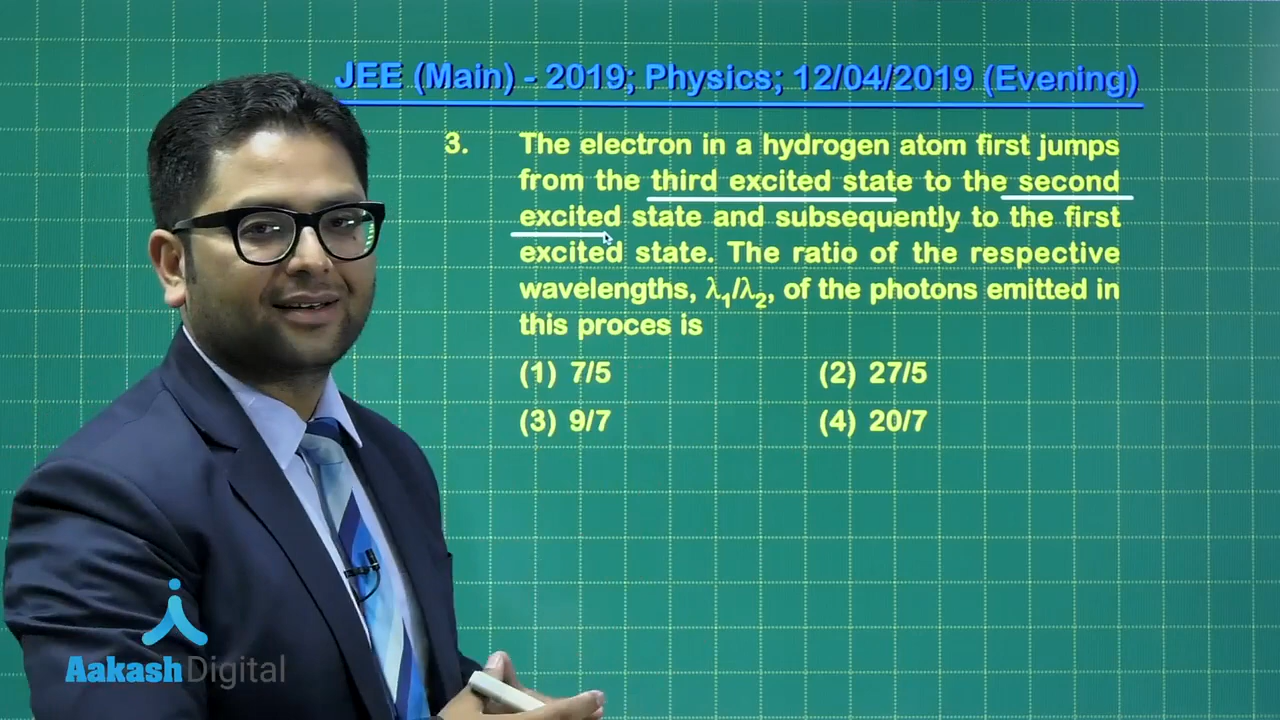 JEE (Main) - 2019; Physics; 12/04/2019 (Evening)
3. The electron in a hydrogen atom first jumps
from the third excited state to the second
excited state and subsequently to the first
excited state. The ratio of the respective
wavelengths, λ₁/λ₂, of the photons emitted in
this proces is
(1) 7/5 (2) 27/5
(3) 9/7 (4) 20/7
Aakash Digital